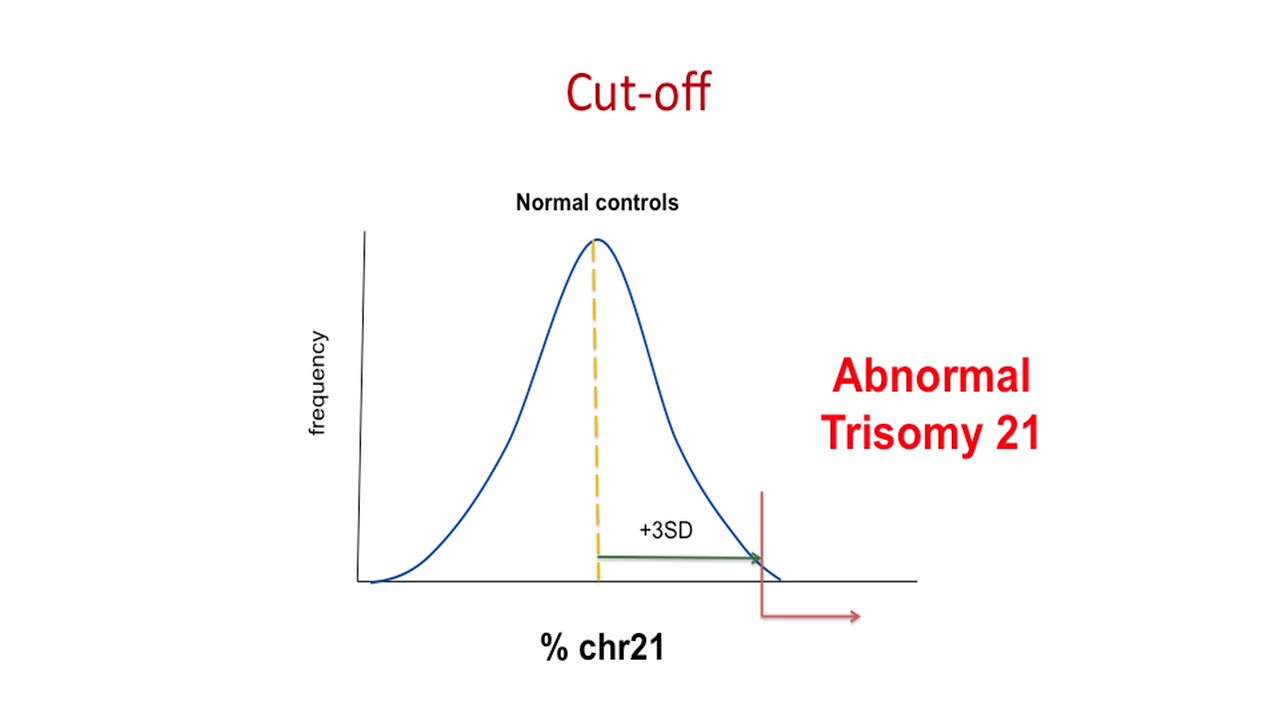 Cut-off
Normal controls
frequency
Abnormal
Trisomy 21
+3SD
% chr21